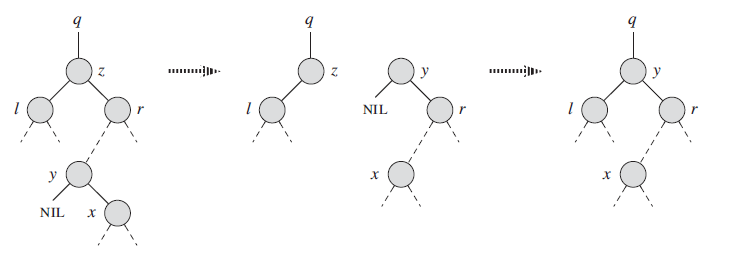 q q q
z z y y
l r l NIL r l r
y x x
NIL x